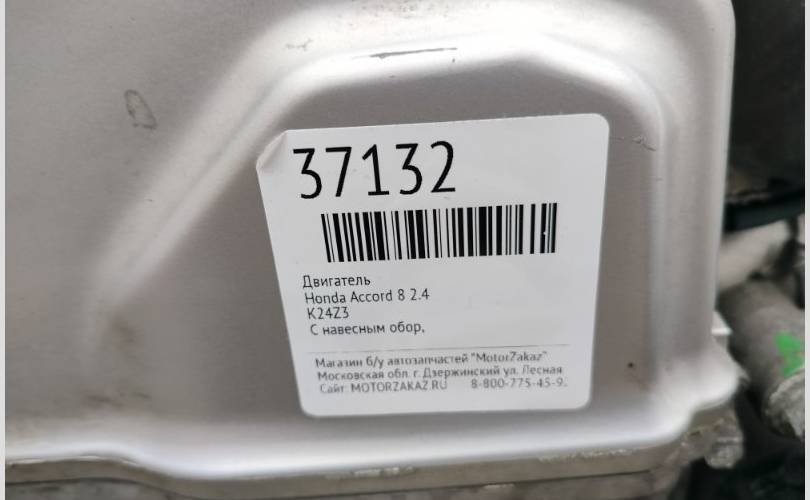 37132
Двигатель
Honda Accord 8 2.4
K24Z3
С навесным обор,
Магазин б/у автозапчастей "MotorZakaz"
Московская обл. г. Дзержинский ул. Лесная
Сайт: MOTORZAKAZ.RU 8-800-775-45-9.